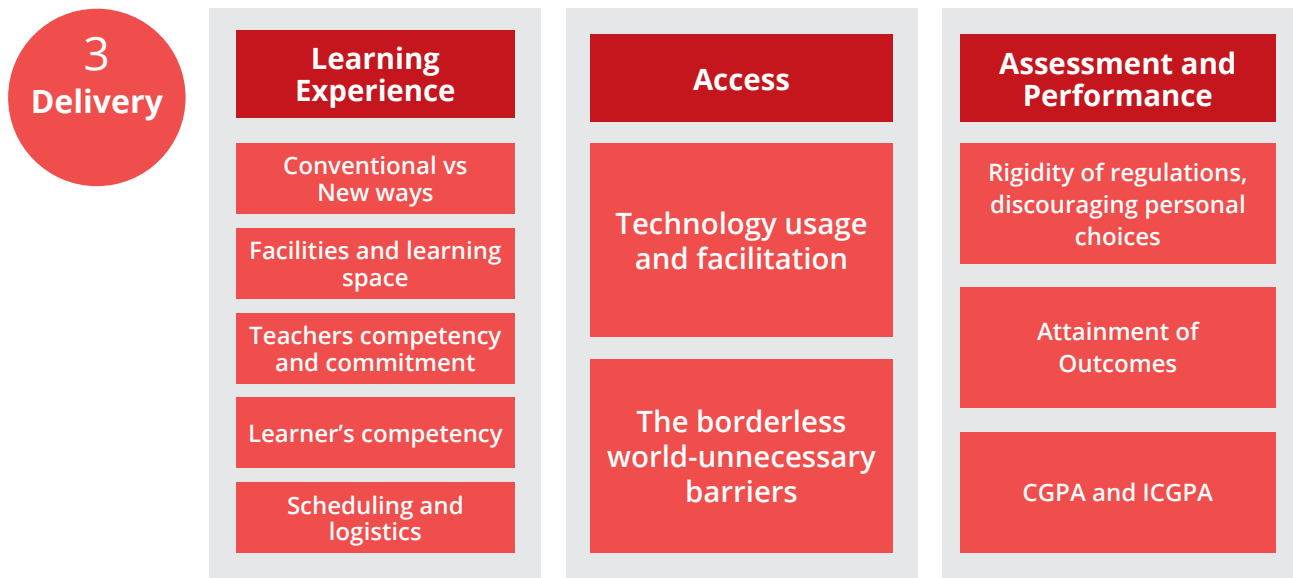 3
Delivery
Learning
Experience
Conventional vs
New ways
Facilities and learning
space
Teachers competency
and commitment
Learner’s competency
Scheduling and
logistics
Access
Technology usage
and facilitation
The borderless
world-unnecessary
barriers
Assessment and
Performance
Rigidity of regulations,
discouraging personal
choices
Attainment of
Outcomes
CGPA and ICGPA